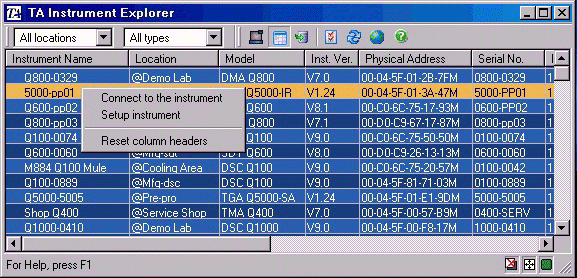 TA Instrument Explorer
All locations All types
Instrument Name Location Model Inst. Ver. Physical Address Serial No.
Q800-0329 @Demo Lab DMA Q800 V7.0 00-04-5F-01-2B-7FM 0800-0329
5000-pp01 Q5000-IR V1.24 00-04-5F-01-3A-47M 5000-PP01
Q600-pp02 Q600 V8.1 00-C0-6C-75-17-93M 0600-PP02
Q800-pp03 Q800 V7.1 00-D0-C9-67-17-87M 0800-pp03
Q100-0074 Q100 V9.0 00-C0-6C-75-50-50M 0100-0074
Q600-0060 @Mfg-sdt SDT Q600 V8.0 00-D0-C9-26-13-13M 0600-0060
M884 Q100 Mule @Cooling Area DSC Q100 V9.0 00-C0-6C-75-20-57M 0100-0042
Q100-0889 @Mfg-dsc DSC Q100 V9.0 00-04-5F-81-71-03M 0100-0889
Q5000-5005 @Pre-pro TGA Q5000-SA V1.24 00-04-5F-01-E1-9DM 5000-5005
Shop Q400 @Service Shop TMA Q400 V7.0 00-04-5F-00-57-B9M 0400-SERV
Q1000-0410 @Demo Lab DSC Q1000 V9.0 00-04-5F-00-F8-17M 1000-0410
Connect to the instrument
Setup instrument
Reset column headers
For Help, press F1